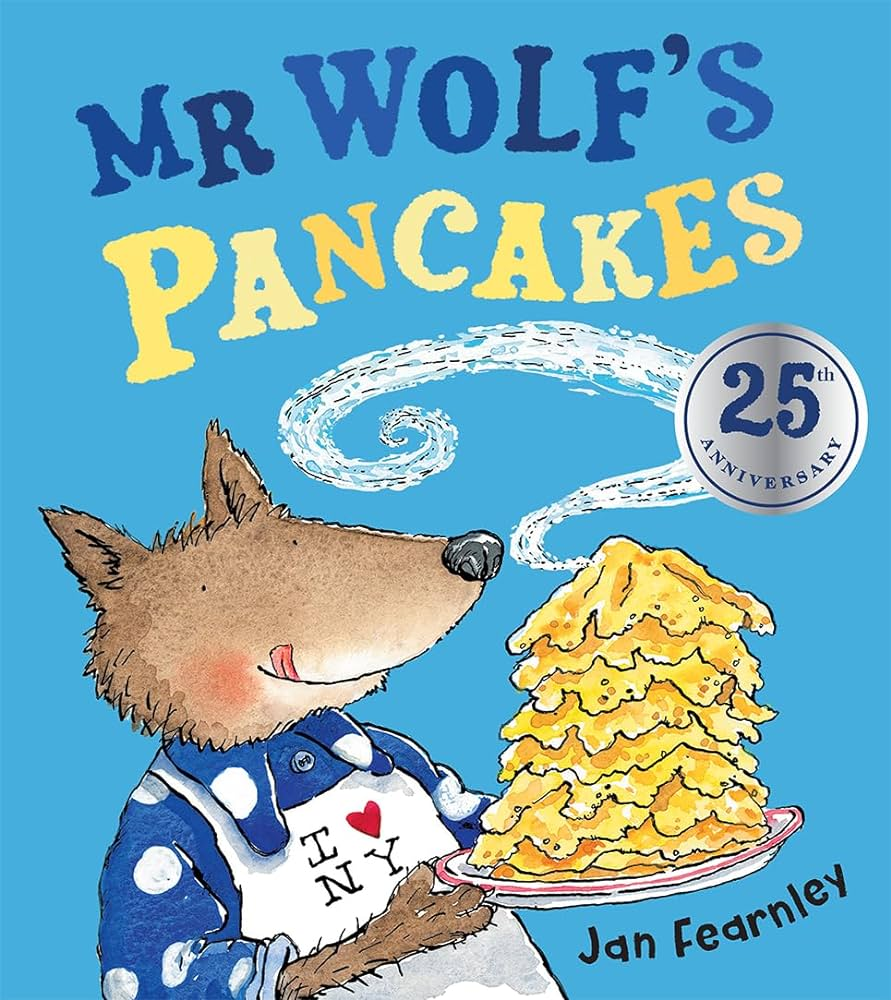 MR WOLF'S
PANCAKES
25th
ANNIVERSARY
I ♥
NY
Jan Fearnley